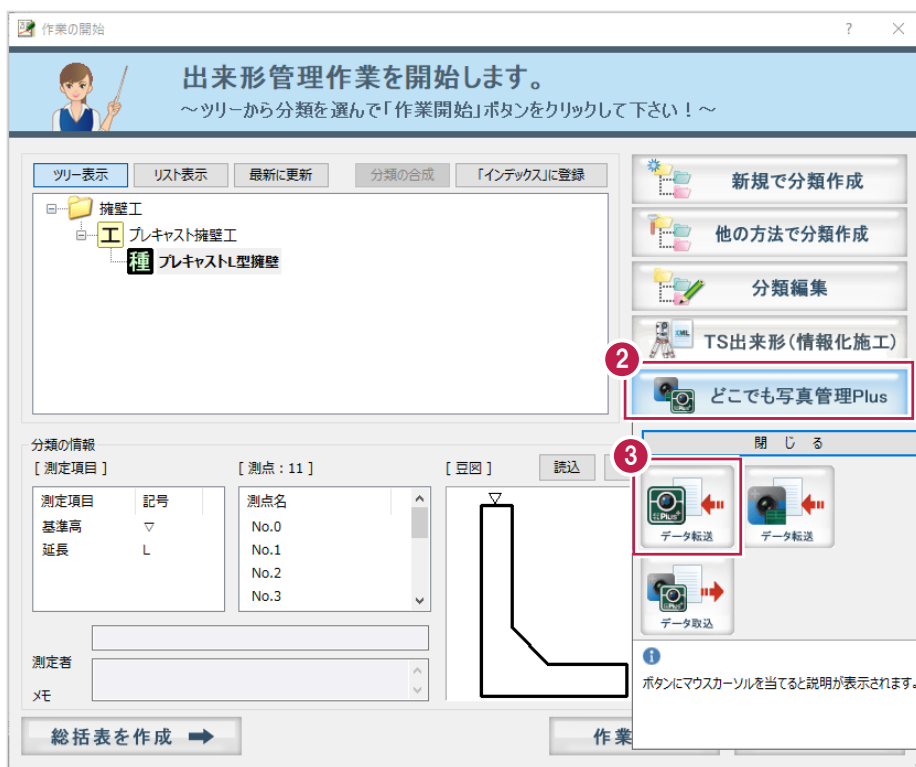 作業の開始
出来形管理作業を開始します。
～ツリーから分類を選んで「作業開始」ボタンをクリックして下さい！～
ツリー表示 リスト表示 最新に更新 分類の合成 「インデックス」に登録
擁壁工
工 プレキャスト擁壁工
種 プレキャストL型擁壁
新規で分類作成
他の方法で分類作成
分類編集
XML
TS出来形(情報化施工)
2
どこでも写真管理Plus
閉じる
3
Plus
データ転送
データ転送
データ取込
ボタンにマウスカーソルを当てると説明が表示されます。
分類の情報
[ 測定項目 ] [ 測点 : 11 ] [ 豆図 ] 読込
測定項目 記号
基準高 ▽
延長 L
測点名
No.0
No.1
No.2
No.3
測定者
メモ
総括表を作成
作業